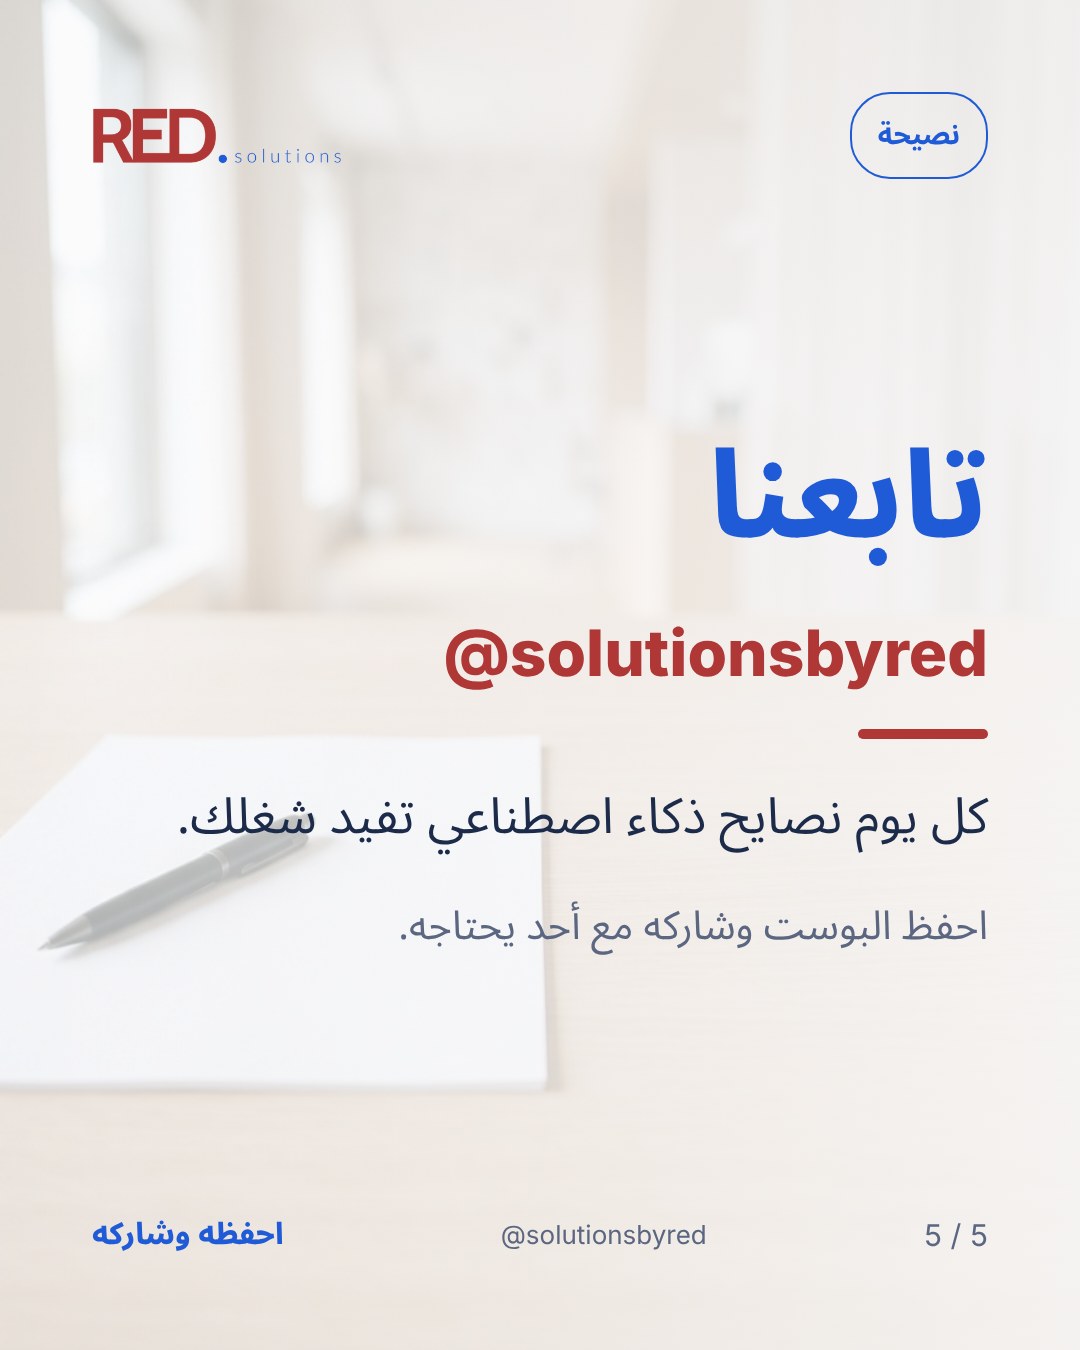 RED.solutions
نصيحة
تابعنا
@solutionsbyred
كل يوم نصايح ذكاء اصطناعي تفيد شغلك.
احفظ البوست وشاركه مع أحد يحتاجه.
احفظه وشاركه
@solutionsbyred
5 / 5